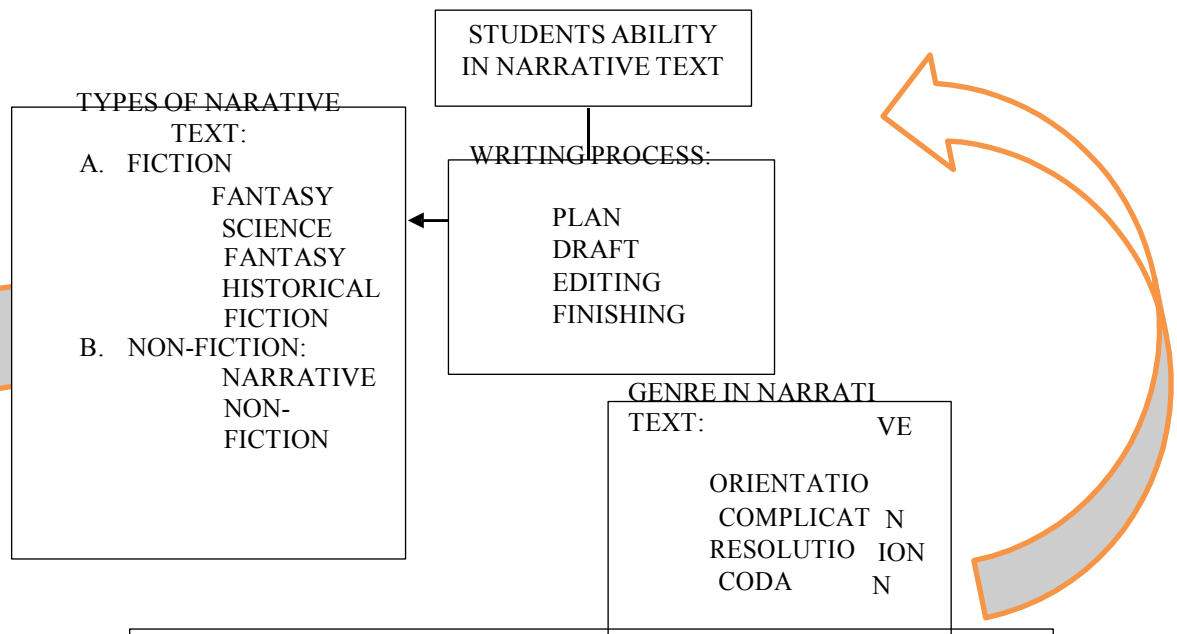 STUDENTS ABILITY
IN NARRATIVE TEXT
TYPES OF NARATIVE
TEXT:
A. FICTION
FANTASY
SCIENCE
FANTASY
HISTORICAL
FICTION
B. NON-FICTION:
NARRATIVE
NON-
FICTION
WRITING PROCESS:
PLAN
DRAFT
EDITING
FINISHING
GENRE IN NARRATI
TEXT: VE
ORIENTATIO
COMPLICAT N
RESOLUTIO ION
CODA N